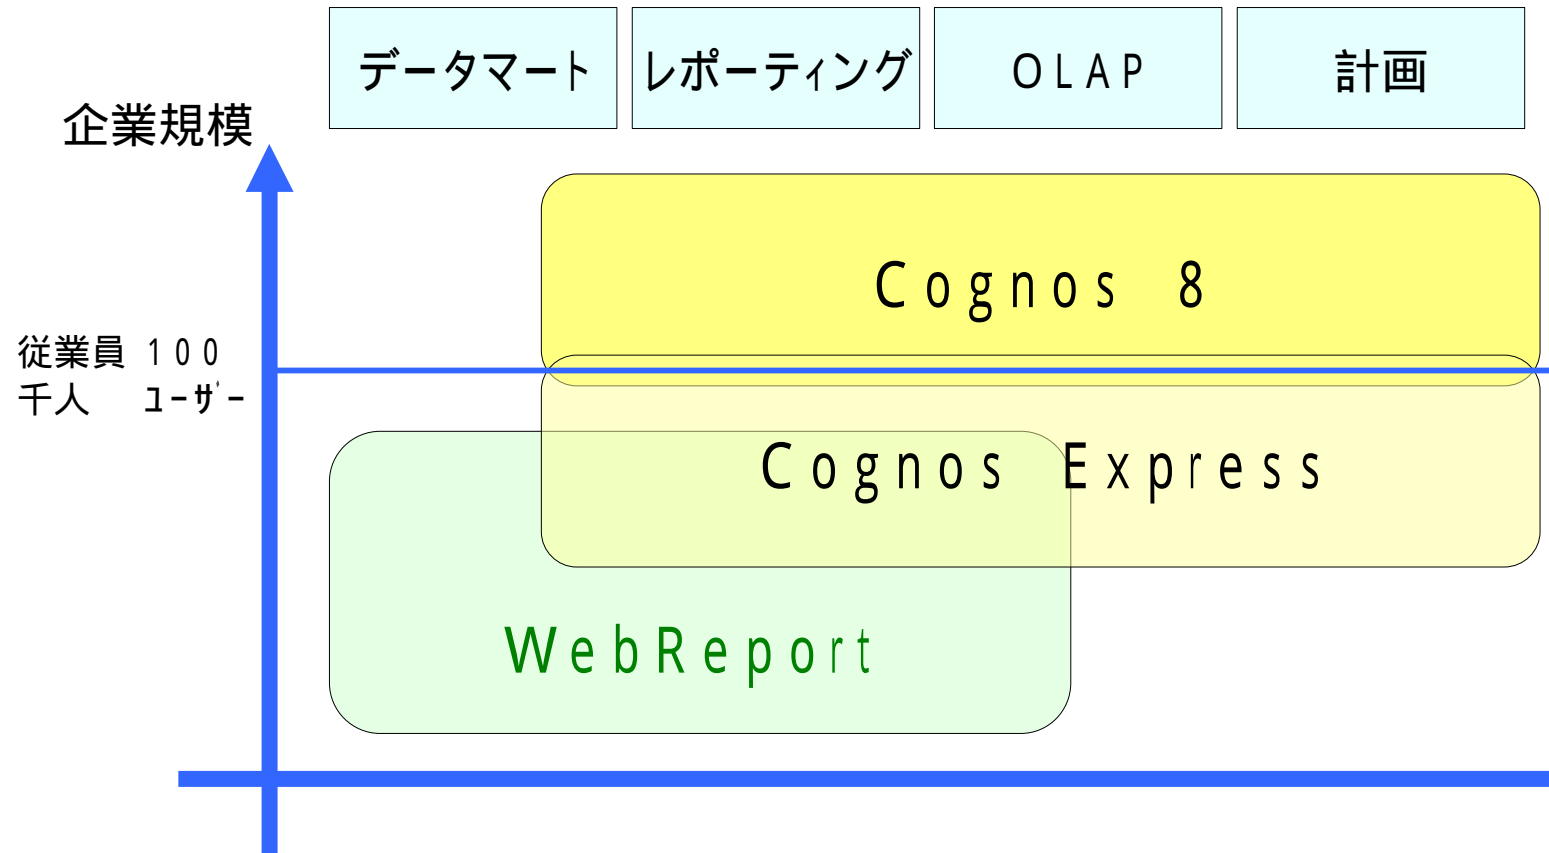 データマート
レポーティング
ＯＬＡＰ
計画
企業規模
Ｃｏｇｎｏｓ　８
従業員 １００
千人　ﾕｰｻﾞｰ
Ｃｏｇｎｏｓ　Ｅｘｐｒｅｓｓ
ＷｅｂＲｅｐｏｒｔ